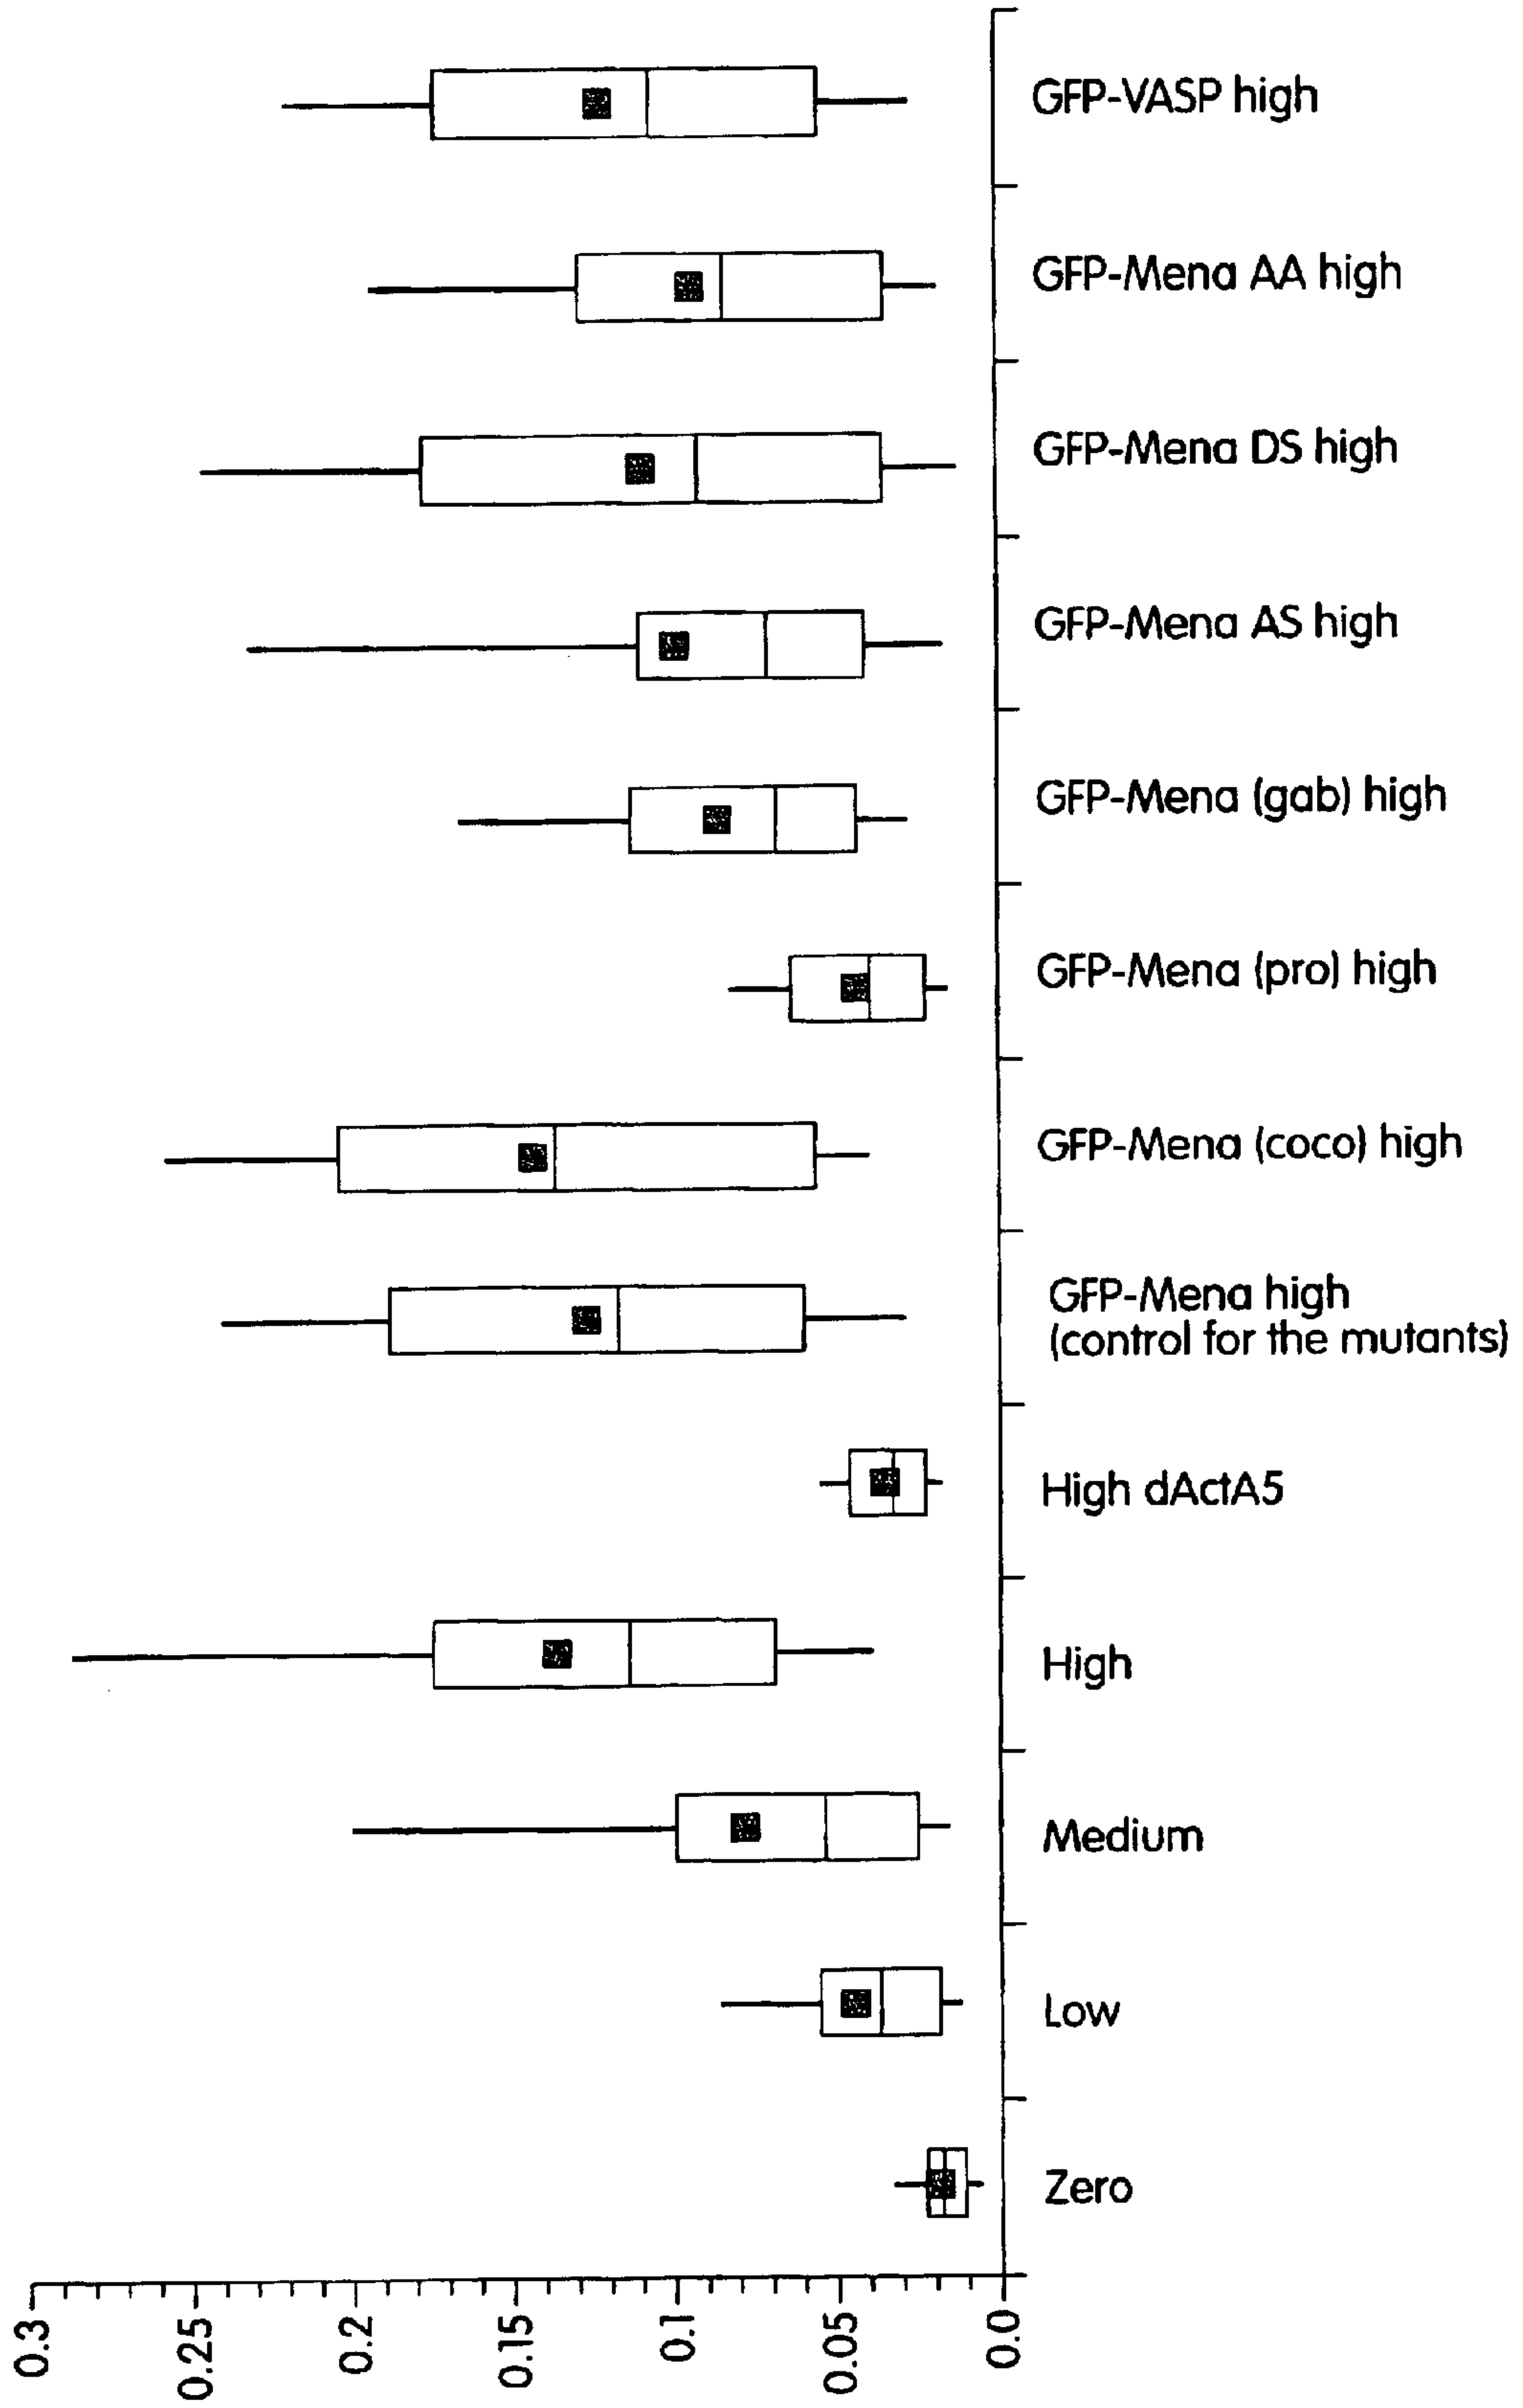 GFP-VASP high
GFP-Mena AA high
GFP-Mena DS high
GFP-Mena AS high
GFP-Mena (gab) high
GFP-Mena (pro) high
GFP-Mena (coco) high
GFP-Mena high
(control for the mutants)
High dActA5
High
Medium
Low
Zero
0.3
0.25
0.2
0.15
0.1
0.05
0.0